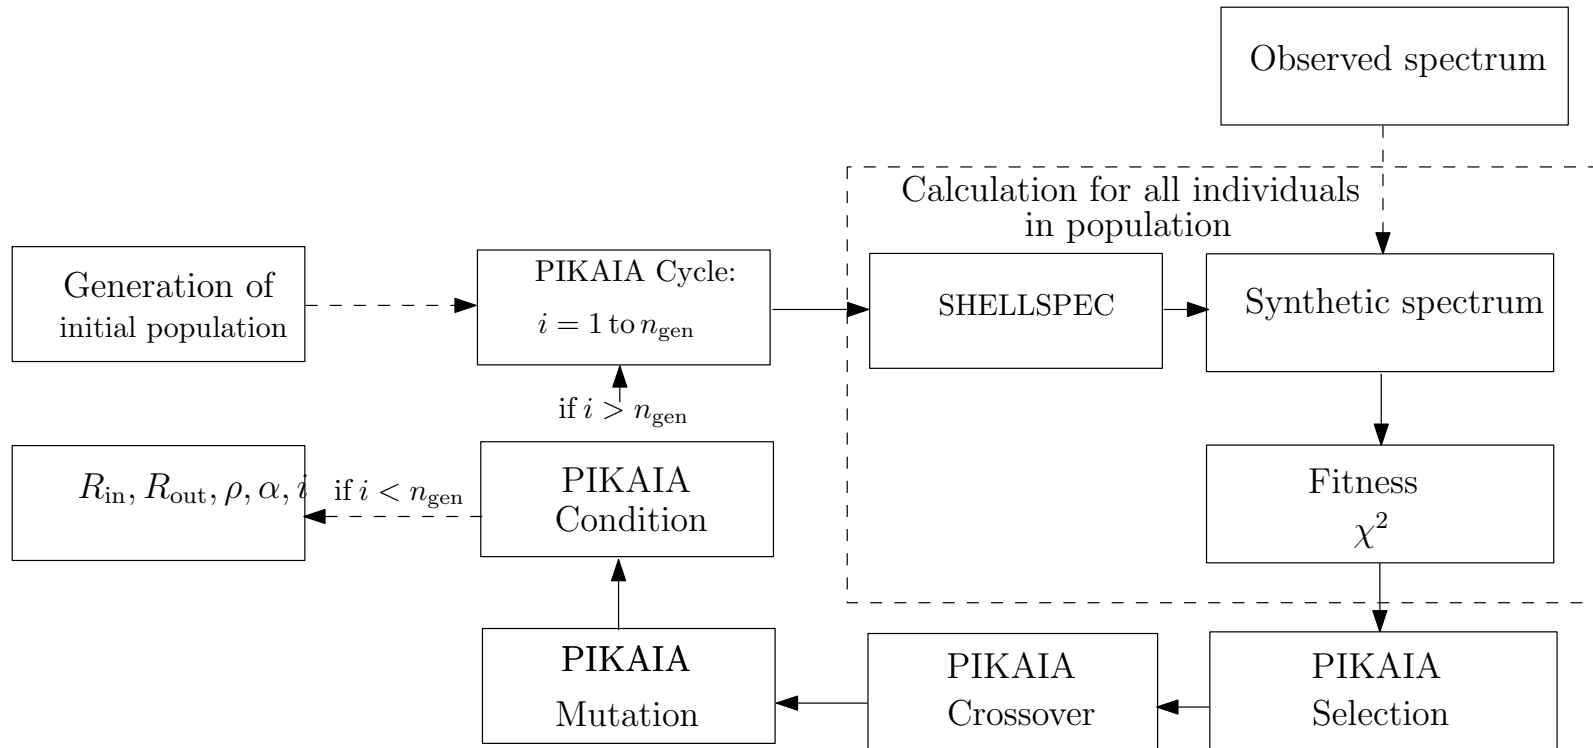 Observed spectrum
Calculation for all individuals
in population
Generation of
initial population
PIKAIA Cycle:
i = 1 to n_gen
SHELLSPEC
Synthetic spectrum
if i > n_gen
R_in, R_out, ρ, α, i
if i < n_gen
PIKAIA
Condition
Fitness
χ²
PIKAIA
Mutation
PIKAIA
Crossover
PIKAIA
Selection